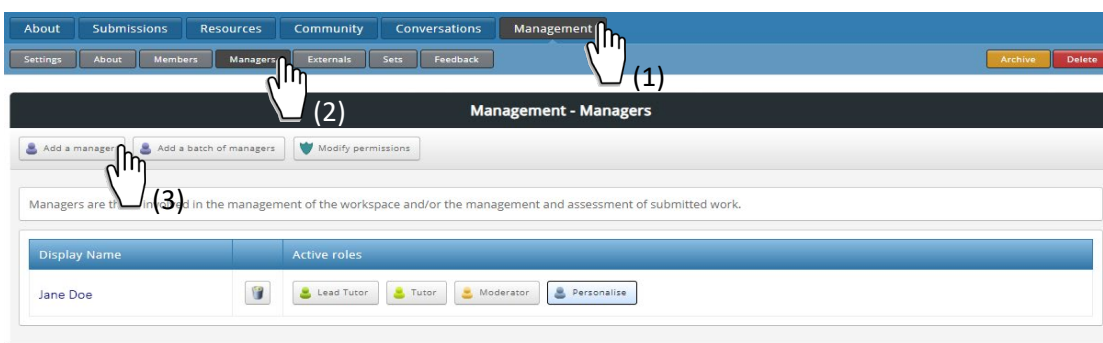 About Submissions Resources Community Conversations Management
(1)
Settings About Members Managers Externals Sets Feedback Archive Delete
(2)
Management - Managers
Add a manager Add a batch of managers Modify permissions
(3)
Managers are involved in the management of the workspace and/or the management and assessment of submitted work.
Display Name Active roles
Jane Doe Lead Tutor Tutor Moderator Personalise